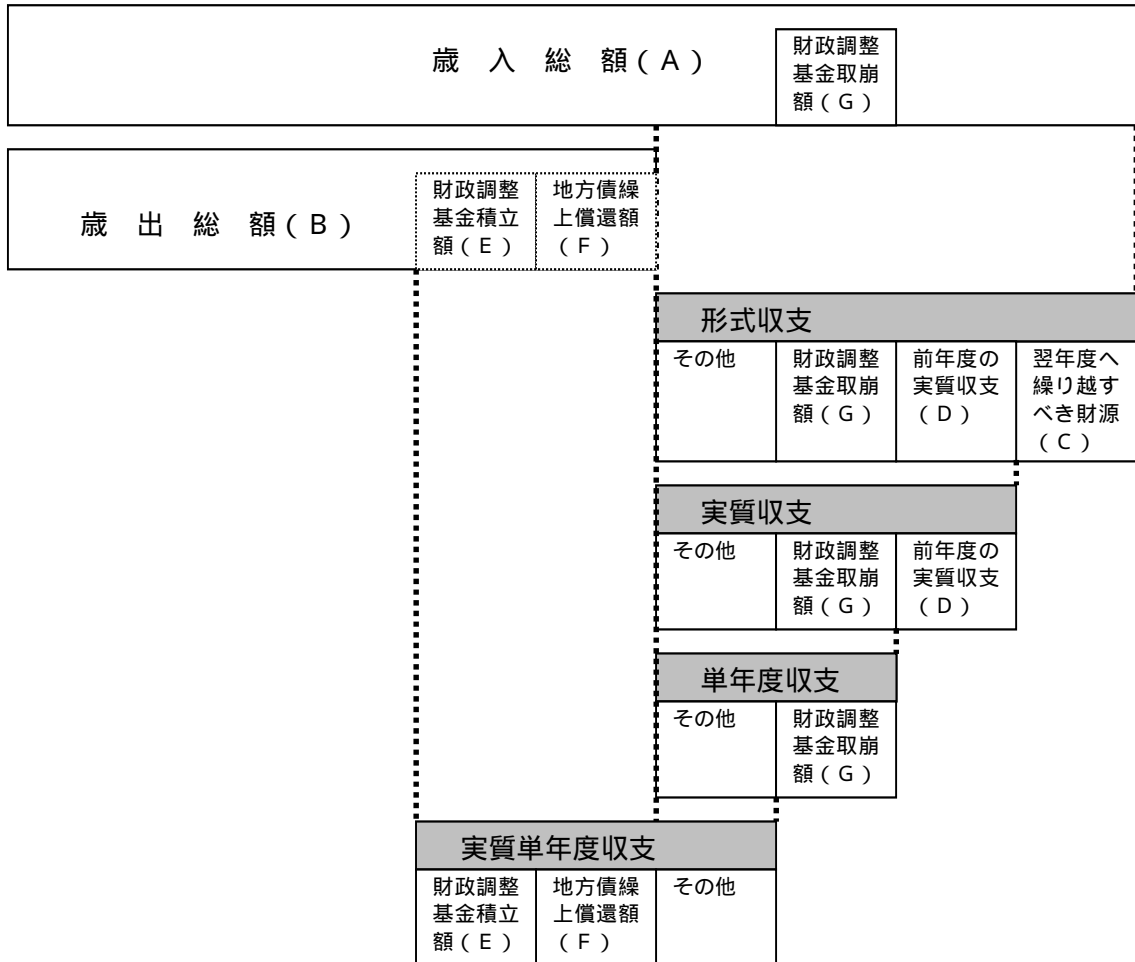 歳　入　総　額(A)
財政調整
基金取崩
額(G)
歳　出　総　額(B)
財政調整
基金積立
額(E)
地方債繰
上償還額
(F)
形式収支
その他
財政調整
基金取崩
額(G)
前年度の
実質収支
(D)
翌年度へ
繰り越す
べき財源
(C)
実質収支
その他
財政調整
基金取崩
額(G)
前年度の
実質収支
(D)
単年度収支
その他
財政調整
基金取崩
額(G)
実質単年度収支
財政調整
基金積立
額(E)
地方債繰
上償還額
(F)
その他